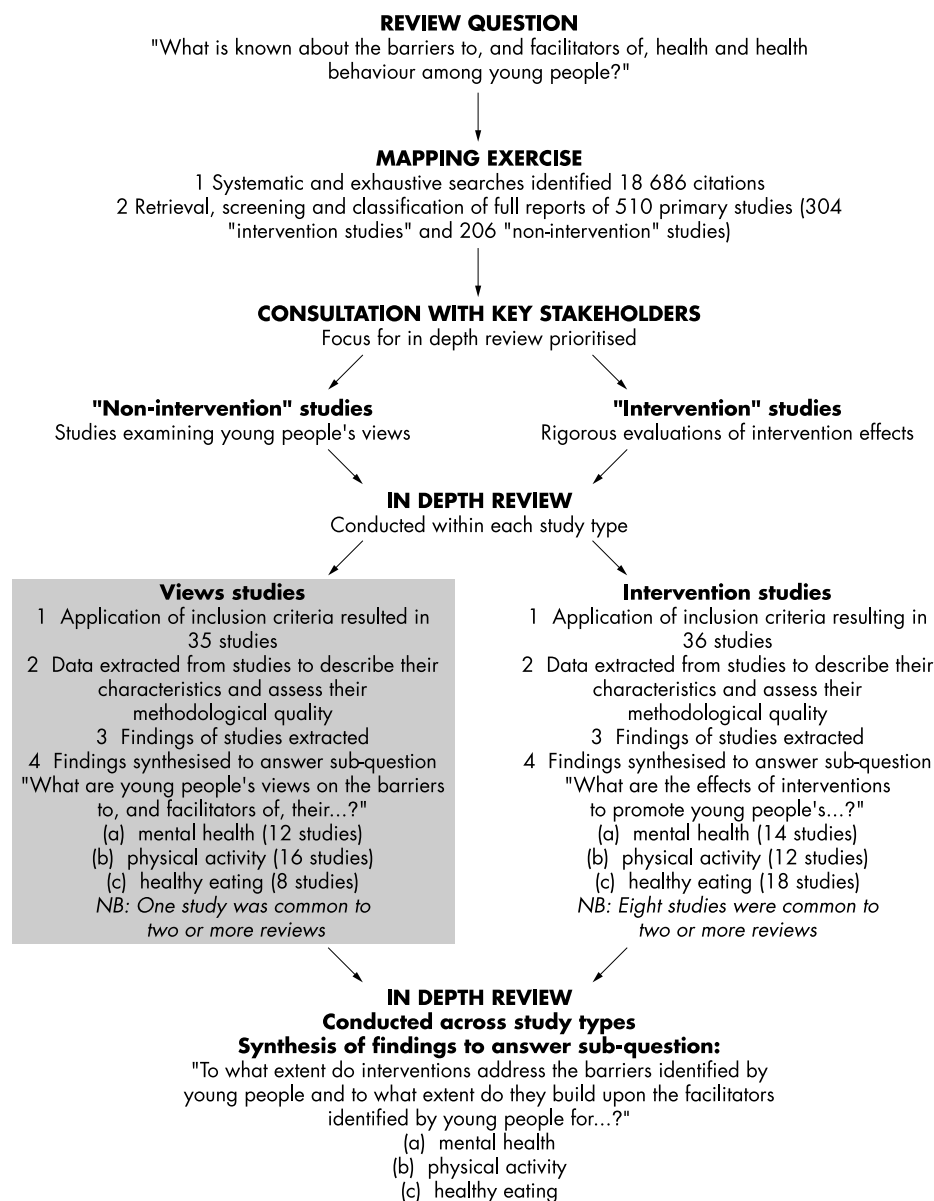 REVIEW QUESTION
"What is known about the barriers to, and facilitators of, health and health
behaviour among young people?"
MAPPING EXERCISE
1 Systematic and exhaustive searches identified 18 686 citations
2 Retrieval, screening and classification of full reports of 510 primary studies (304
"intervention studies" and 206 "non-intervention" studies)
CONSULTATION WITH KEY STAKEHOLDERS
Focus for in depth review prioritised
"Non-intervention" studies
Studies examining young people's views
"Intervention" studies
Rigorous evaluations of intervention effects
IN DEPTH REVIEW
Conducted within each study type
Views studies
1 Application of inclusion criteria resulted in
35 studies
2 Data extracted from studies to describe their
characteristics and assess their
methodological quality
3 Findings of studies extracted
4 Findings synthesised to answer sub-question
"What are young people's views on the barriers
to, and facilitators of, their...?"
(a) mental health (12 studies)
(b) physical activity (16 studies)
(c) healthy eating (8 studies)
NB: One study was common to
two or more reviews
Intervention studies
1 Application of inclusion criteria resulting in
36 studies
2 Data extracted from studies to describe their
characteristics and assess their
methodological quality
3 Findings of studies extracted
4 Findings synthesised to answer sub-question
"What are the effects of interventions
to promote young people's...?"
(a) mental health (14 studies)
(b) physical activity (12 studies)
(c) healthy eating (18 studies)
NB: Eight studies were common to
two or more reviews
IN DEPTH REVIEW
Conducted across study types
Synthesis of findings to answer sub-question:
"To what extent do interventions address the barriers identified by
young people and to what extent do they build upon the facilitators
identified by young people for...?"
(a) mental health
(b) physical activity
(c) healthy eating